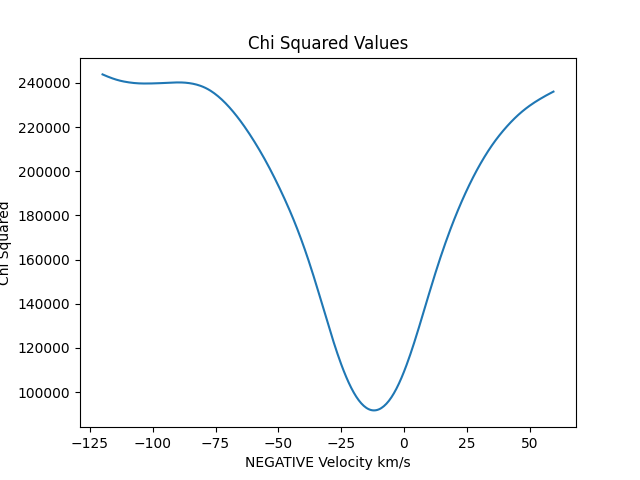 Chi Squared Values
240000
220000
200000
180000
160000
140000
120000
100000
Chi Squared
−125 −100 −75 −50 −25 0 25 50
NEGATIVE Velocity km/s